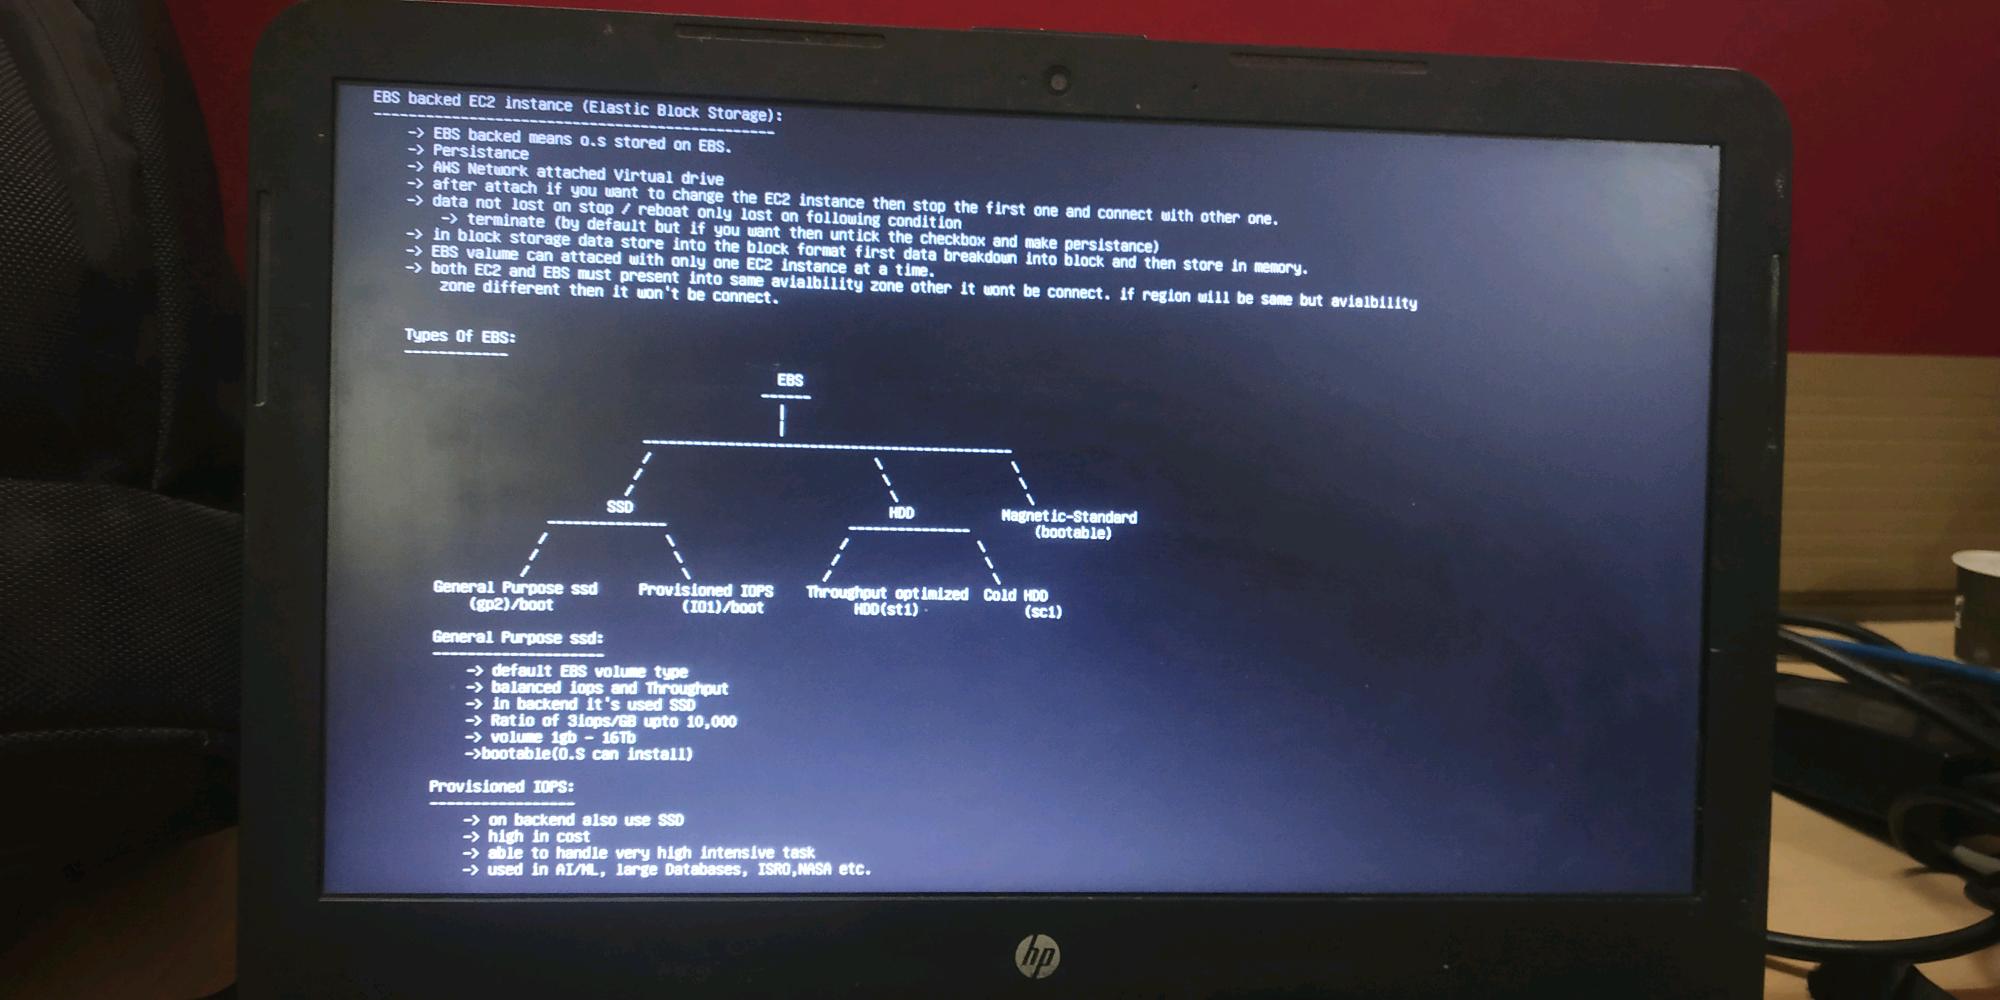 EBS backed EC2 instance (Elastic Block Storage):
-> EBS backed means o.s stored on EBS.
-> Persistance
-> AWS Network attached Virtual drive
-> after attach if you want to change the EC2 instance then stop the first one and connect with other one.
-> data not lost on stop / reboat only lost on following condition
-> terminate (by default but if you want then untick the checkbox and make persistance)
-> in block storage data store into the block format first data breakdown into block and then store in memory.
-> EBS valume can attaced with only one EC2 instance at a time.
-> both EC2 and EBS must present into same avialbility zone other it wont be connect. if region will be same but avialbility
zone different then it won't be connect.
Types Of EBS:
EBS
SSD HDD Magnetic-Standard
(bootable)
General Purpose ssd Provisioned IOPS Throughput optimized Cold HDD
(gp2)/boot (IO1)/boot HDD(st1) (sc1)
General Purpose ssd:
-> default EBS volume type
-> balanced iops and Throughput
-> in backend it's used SSD
-> Ratio of 3iops/GB upto 10,000
-> volume 1gb - 16Tb
->bootable(O.S can install)
Provisioned IOPS:
-> on backend also use SSD
-> high in cost
-> able to handle very high intensive task
-> used in AI/ML, large Databases, ISRO,NASA etc.
hp